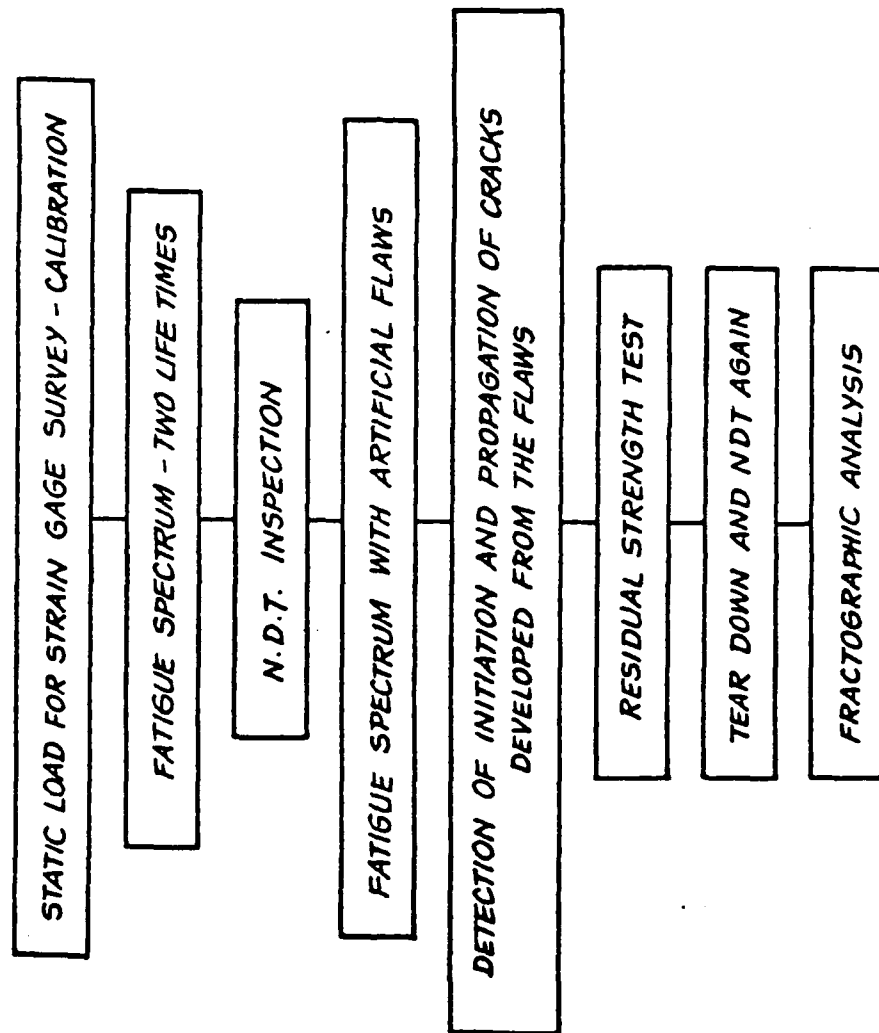 STATIC LOAD FOR STRAIN GAGE SURVEY - CALIBRATION
FATIGUE SPECTRUM - TWO LIFE TIMES
N.D.T. INSPECTION
FATIGUE SPECTRUM WITH ARTIFICIAL FLAWS
DETECTION OF INITIATION AND PROPAGATION OF CRACKS
DEVELOPED FROM THE FLAWS
RESIDUAL STRENGTH TEST
TEAR DOWN AND NDT AGAIN
FRACTOGRAPHIC ANALYSIS